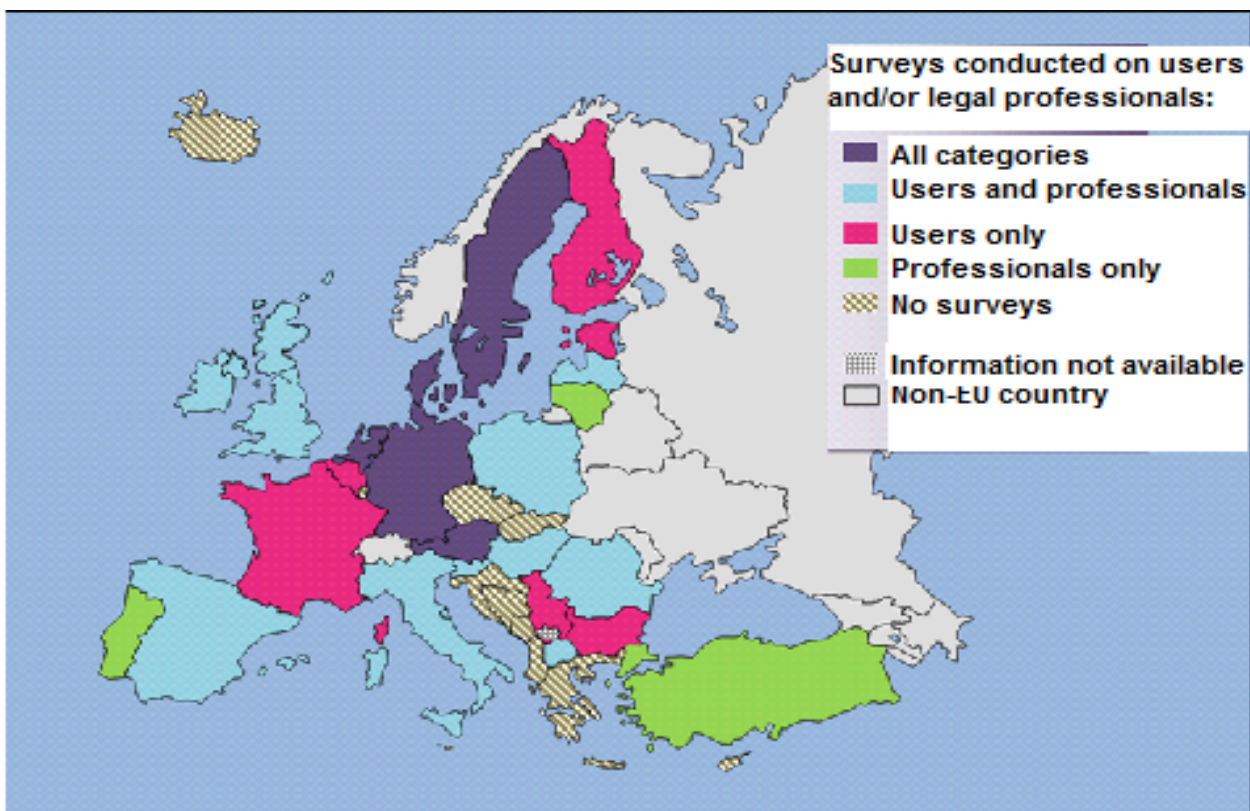 Surveys conducted on users
and/or legal professionals:
All categories
Users and professionals
Users only
Professionals only
No surveys
Information not available
Non-EU country